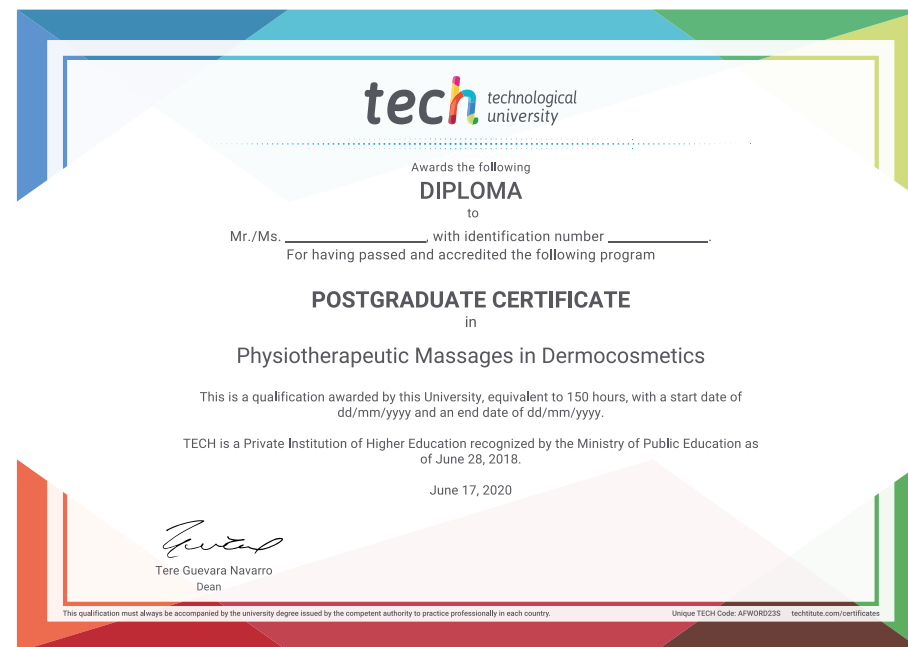 tech technological
university
Awards the following
DIPLOMA
to
Mr./Ms. ____________________, with identification number ______________.
For having passed and accredited the following program
POSTGRADUATE CERTIFICATE
in
Physiotherapeutic Massages in Dermocosmetics
This is a qualification awarded by this University, equivalent to 150 hours, with a start date of
dd/mm/yyyy and an end date of dd/mm/yyyy.
TECH is a Private Institution of Higher Education recognized by the Ministry of Public Education as
of June 28, 2018.
June 17, 2020
Tere Guevara Navarro
Dean
This qualification must always be accompanied by the university degree issued by the competent authority to practice professionally in each country. Unique TECH Code: AFWORD23S techtitute.com/certificates